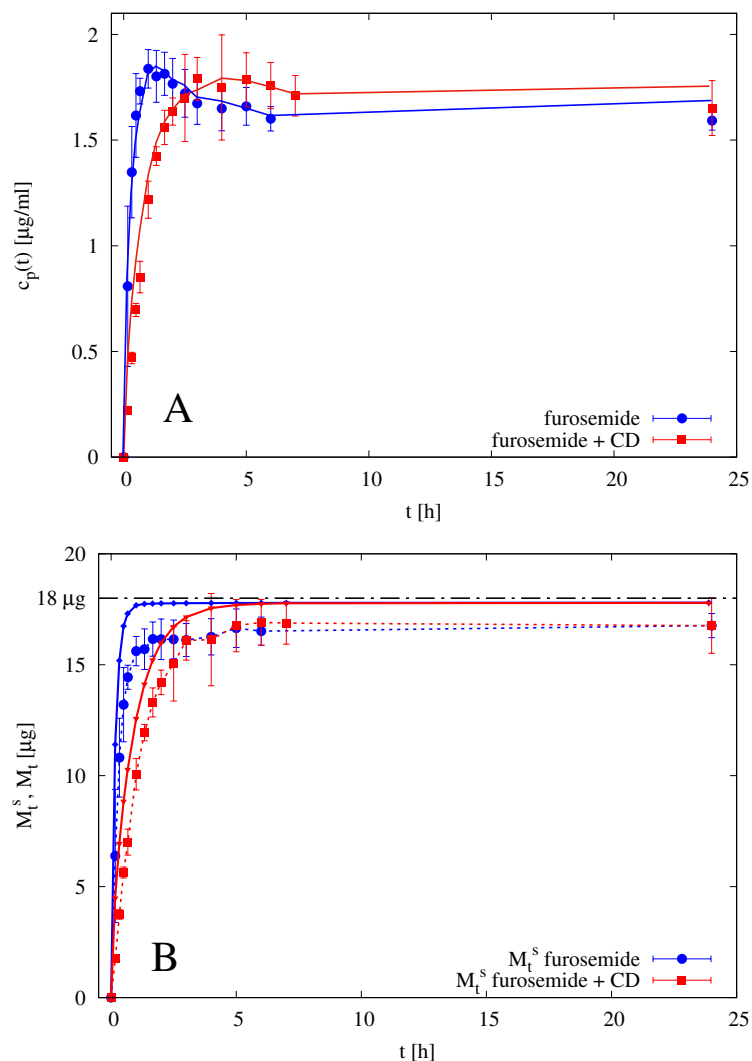 2
1.5
1
0.5
0
c_p(t) [μg/ml]
A
furosemide
furosemide + CD
0 5 10 15 20 25
t [h]
20
18 μg
15
10
5
0
M_t^s, M_t [μg]
B
M_t^s furosemide
M_t^s furosemide + CD
0 5 10 15 20 25
t [h]